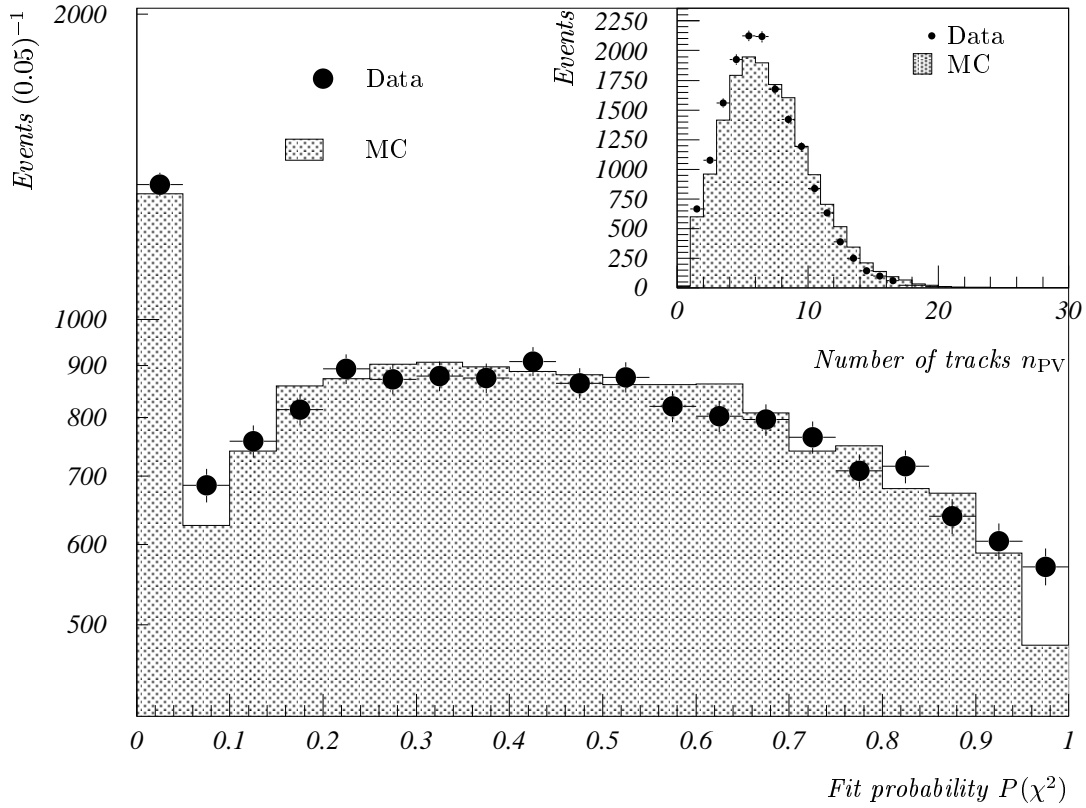 2000
Events (0.05)−1
Data
MC
1000
900
800
700
600
500
0 0.1 0.2 0.3 0.4 0.5 0.6 0.7 0.8 0.9 1
Fit probability P(χ2)
Events
2250
2000
1750
1500
1250
1000
750
500
250
0
Data
MC
0 10 20 30
Number of tracks nPV